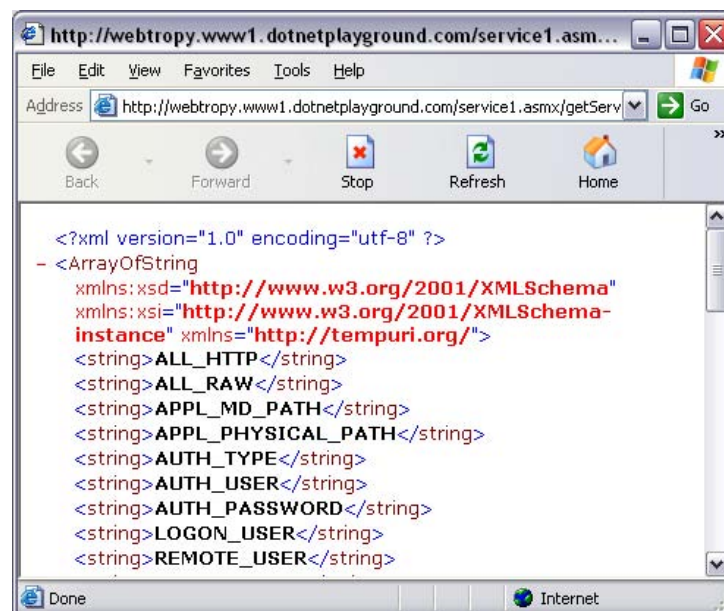 http://webtropy.www1.dotnetplayground.com/service1.asm...
File Edit View Favorites Tools Help
Address http://webtropy.www1.dotnetplayground.com/service1.asmx/getServ Go
»
Back Forward Stop Refresh Home
<?xml version="1.0" encoding="utf-8" ?>
- <ArrayOfString
xmlns:xsd="http://www.w3.org/2001/XMLSchema"
xmlns:xsi="http://www.w3.org/2001/XMLSchema-
instance" xmlns="http://tempuri.org/">
<string>ALL_HTTP</string>
<string>ALL_RAW</string>
<string>APPL_MD_PATH</string>
<string>APPL_PHYSICAL_PATH</string>
<string>AUTH_TYPE</string>
<string>AUTH_USER</string>
<string>AUTH_PASSWORD</string>
<string>LOGON_USER</string>
<string>REMOTE_USER</string>
Done Internet